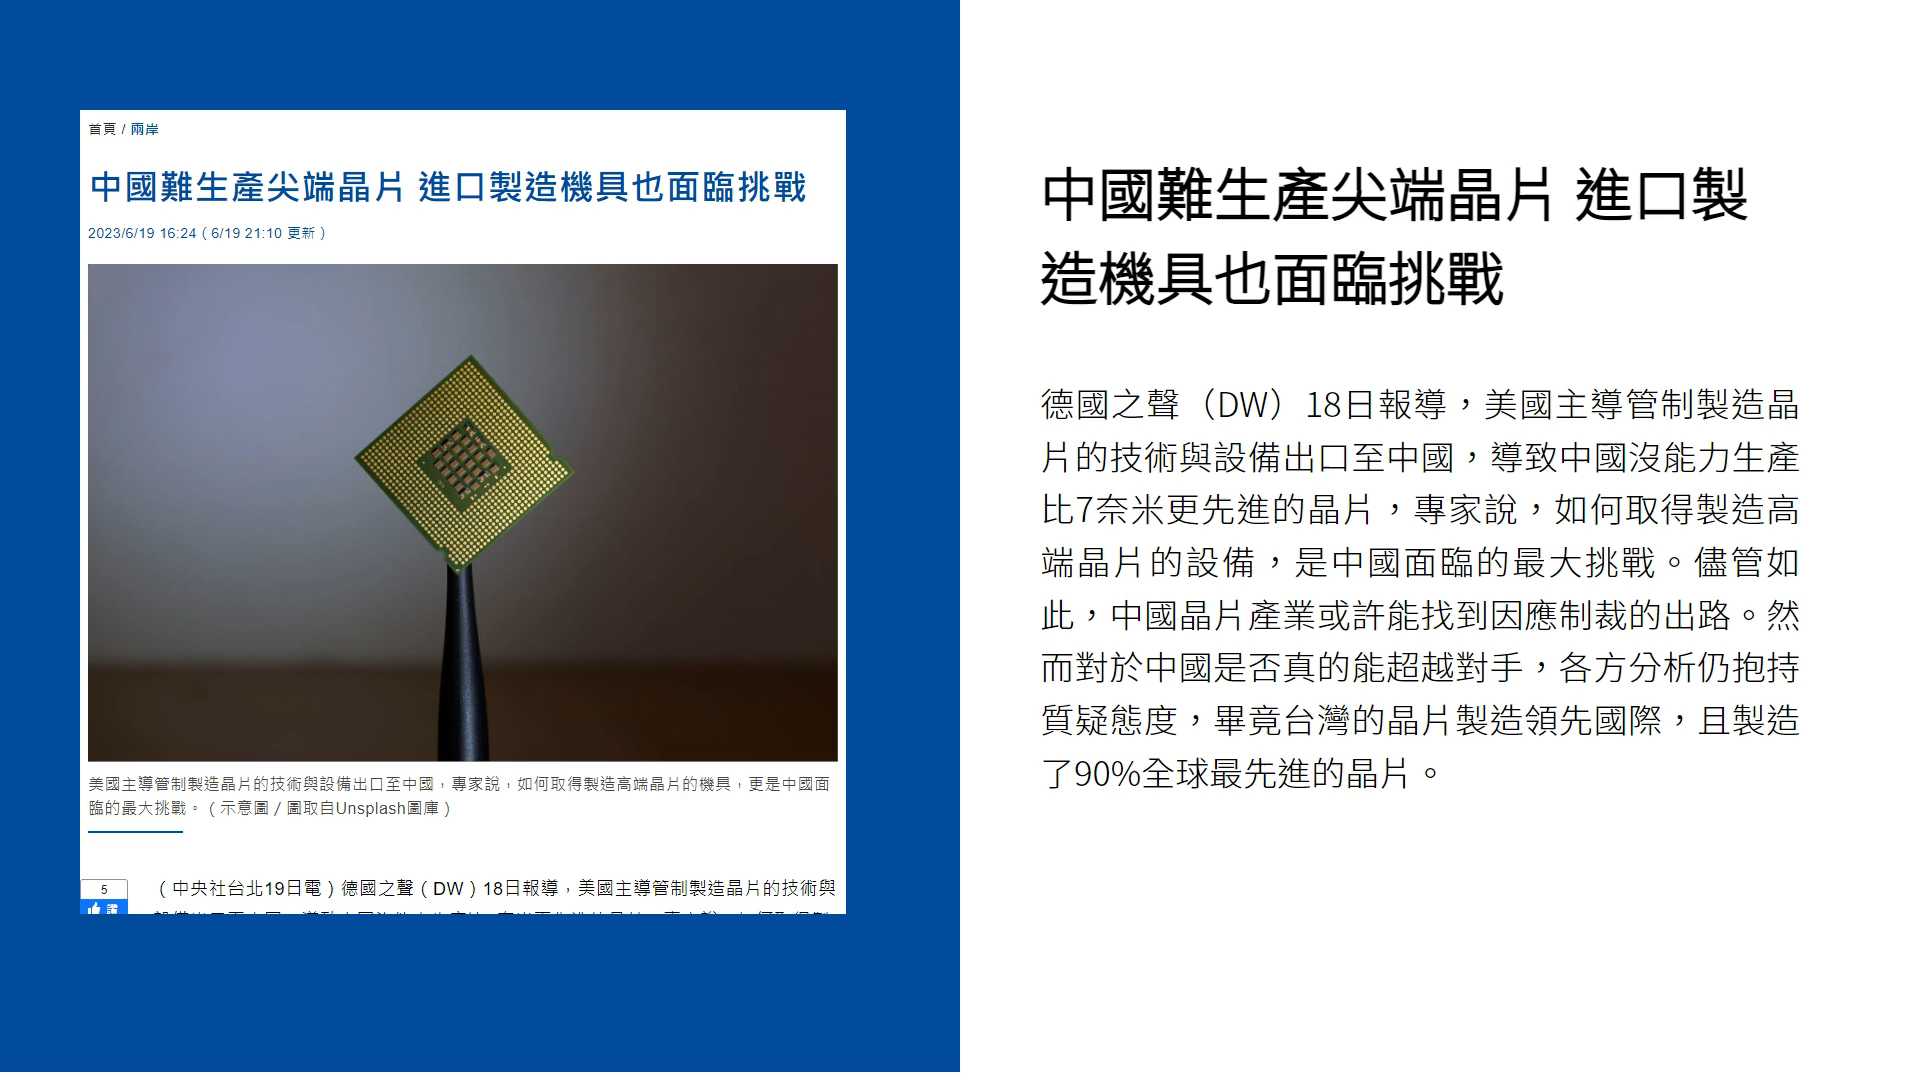 首頁 / 兩岸
中國難生產尖端晶片 進口製造機具也面臨挑戰
2023/6/19 16:24（6/19 21:10 更新）
美國主導管制製造晶片的技術與設備出口至中國，專家說，如何取得製造高端晶片的機具，更是中國面
臨的最大挑戰。（示意圖／圖取自Unsplash圖庫）
5
讚
（中央社台北19日電）德國之聲（DW）18日報導，美國主導管制製造晶片的技術與
中國難生產尖端晶片 進口製
造機具也面臨挑戰
德國之聲（DW）18日報導，美國主導管制製造晶
片的技術與設備出口至中國，導致中國沒能力生產
比7奈米更先進的晶片，專家說，如何取得製造高
端晶片的設備，是中國面臨的最大挑戰。儘管如
此，中國晶片產業或許能找到因應制裁的出路。然
而對於中國是否真的能超越對手，各方分析仍抱持
質疑態度，畢竟台灣的晶片製造領先國際，且製造
了90%全球最先進的晶片。